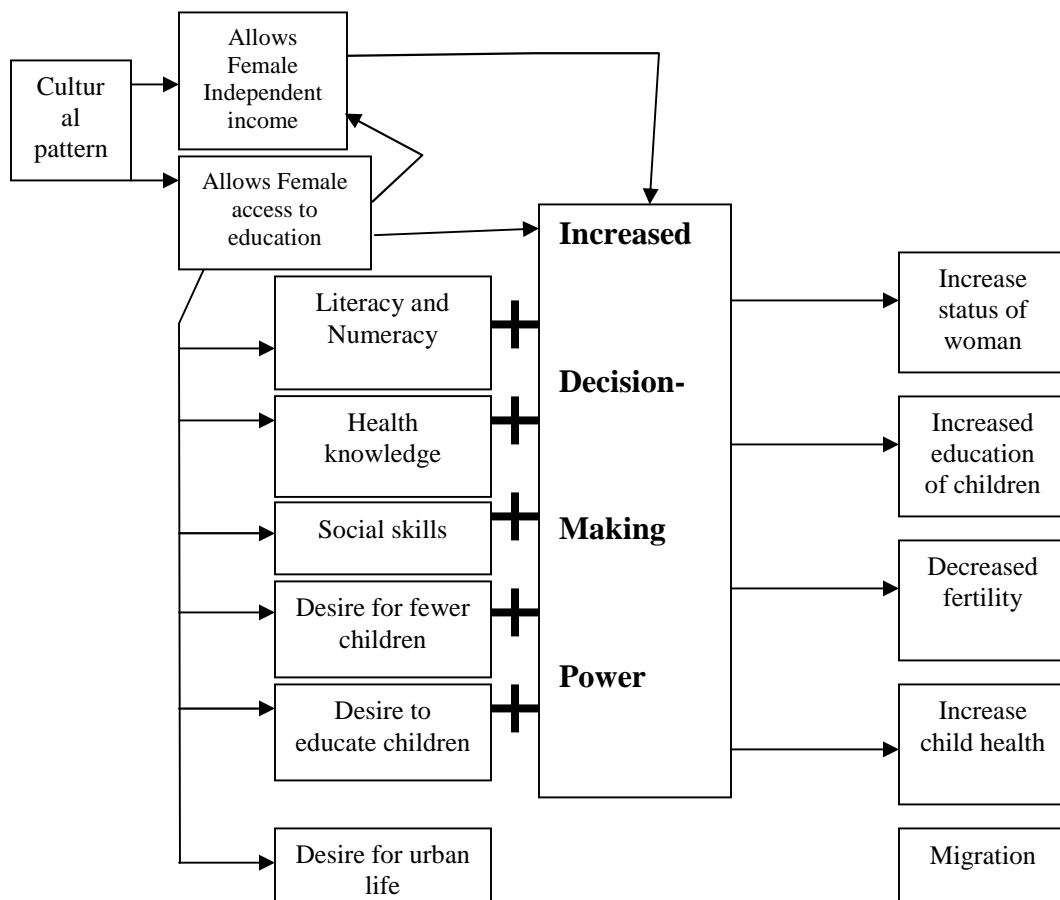 Allows
Female
Independent
income
Cultur
al
pattern
Allows Female
access to
education
Increased
Decision-
Making
Power
Literacy and
Numeracy
Health
knowledge
Social skills
Desire for fewer
children
Desire to
educate children
Desire for urban
life
Increase
status of
woman
Increased
education
of children
Decreased
fertility
Increase
child health
Migration